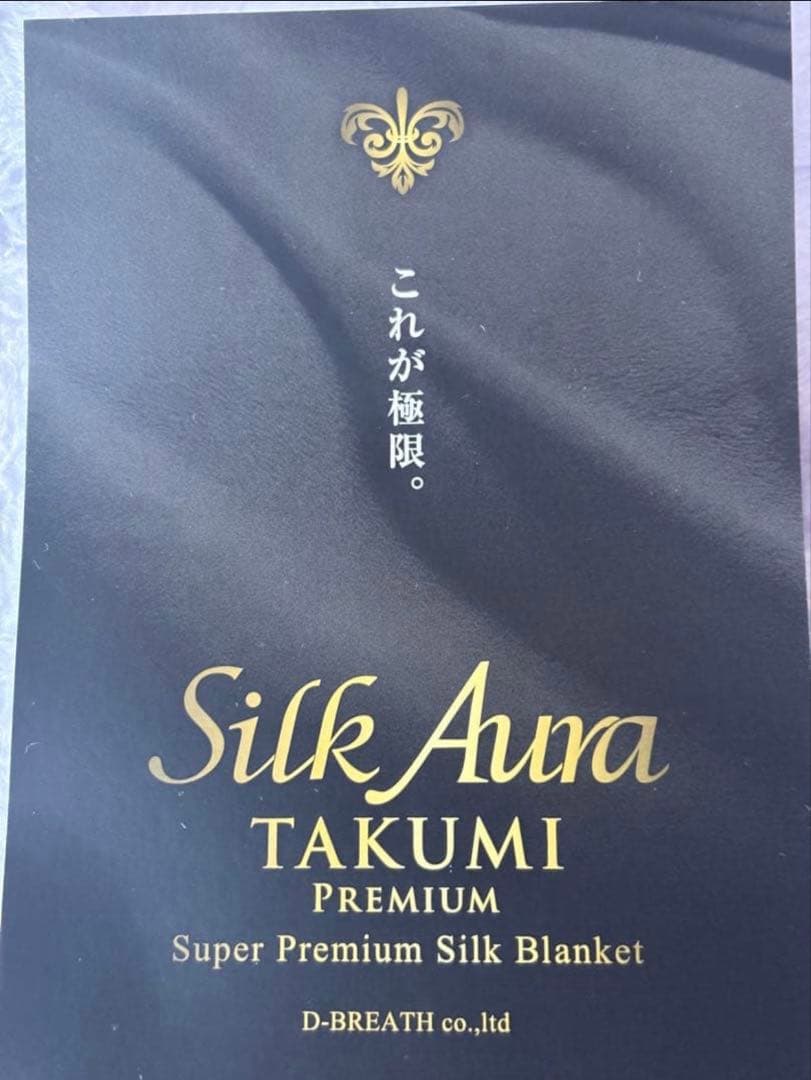 これが極限。
Silk Aura
TAKUMI
PREMIUM
Super Premium Silk Blanket
D-BREATH co.,ltd